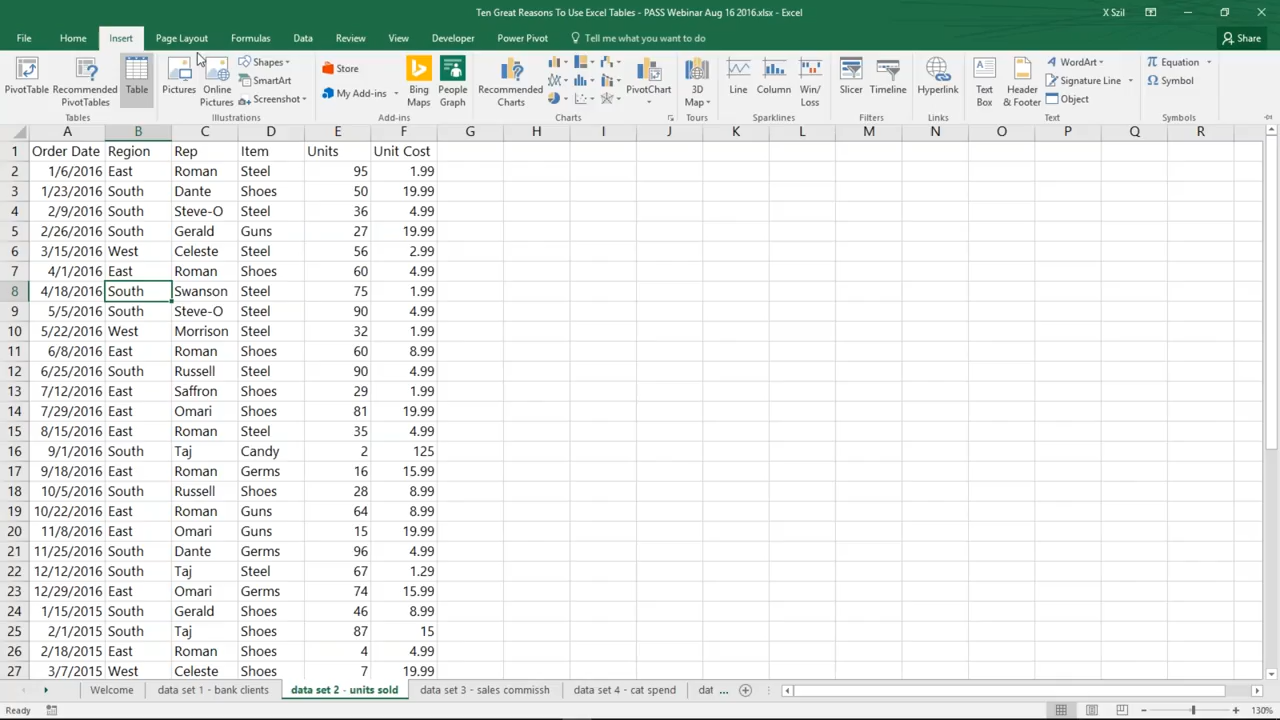 Ten Great Reasons To Use Excel Tables - PASS Webinar Aug 16 2016.xlsx - Excel
X Szil
File Home Insert Page Layout Formulas Data Review View Developer Power Pivot Tell me what you want to do Share
PivotTable Recommended PivotTables Table
Pictures Online Pictures Shapes SmartArt Screenshot
Store My Add-ins Bing Maps People Graph
Recommended Charts PivotChart 3D Map
Line Column Win/ Loss
Slicer Timeline Hyperlink
Text Box Header & Footer WordArt Signature Line Object
Equation Symbol
Tables Illustrations Add-ins Charts Tours Sparklines Filters Links Text Symbols
A B C D E F G H I J K L M N O P Q R
1 Order Date Region Rep Item Units Unit Cost
2 1/6/2016 East Roman Steel 95 1.99
3 1/23/2016 South Dante Shoes 50 19.99
4 2/9/2016 South Steve-O Steel 36 4.99
5 2/26/2016 South Gerald Guns 27 19.99
6 3/15/2016 West Celeste Steel 56 2.99
7 4/1/2016 East Roman Shoes 60 4.99
8 4/18/2016 South Swanson Steel 75 1.99
9 5/5/2016 South Steve-O Steel 90 4.99
10 5/22/2016 West Morrison Steel 32 1.99
11 6/8/2016 East Roman Shoes 60 8.99
12 6/25/2016 South Russell Steel 90 4.99
13 7/12/2016 East Saffron Shoes 29 1.99
14 7/29/2016 East Omari Shoes 81 19.99
15 8/15/2016 East Roman Steel 35 4.99
16 9/1/2016 South Taj Candy 2 125
17 9/18/2016 East Roman Germs 16 15.99
18 10/5/2016 South Russell Shoes 28 8.99
19 10/22/2016 East Roman Guns 64 8.99
20 11/8/2016 East Omari Guns 15 19.99
21 11/25/2016 South Dante Germs 96 4.99
22 12/12/2016 South Taj Steel 67 1.29
23 12/29/2016 East Omari Germs 74 15.99
24 1/15/2015 South Gerald Shoes 46 8.99
25 2/1/2015 South Taj Shoes 87 15
26 2/18/2015 East Roman Shoes 4 4.99
27 3/7/2015 West Celeste Shoes 7 19.99
Welcome data set 1 - bank clients data set 2 - units sold data set 3 - sales commissh data set 4 - cat spend dat ...
Ready 130%